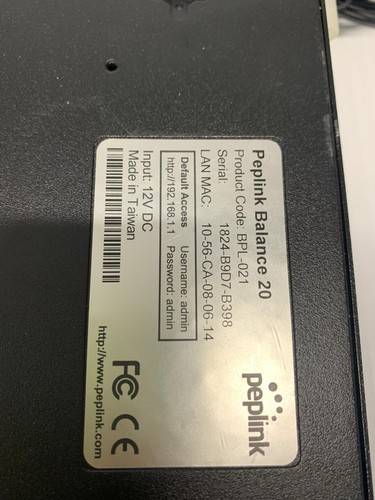 Peplink Balance 20
Product Code: BPL-021
Serial: 1824-B9D7-B398
LAN MAC: 10-56-CA-08-06-14
Default Access Username: admin
http://192.168.1.1 Password: admin
Input: 12V DC
Made in Taiwan
peplink
FC CE
http://www.peplink.com